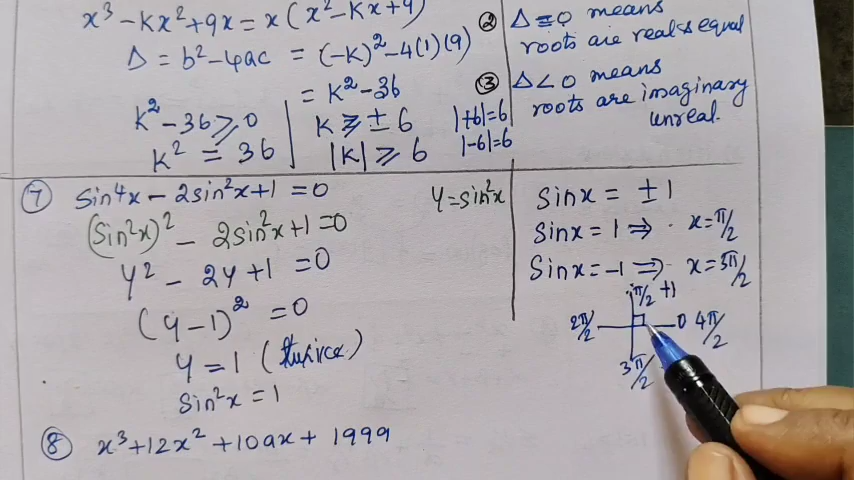 x³ - Kx² + 9x = x(x² - Kx + 9)
Δ = b² - 4ac = (-K)² - 4(1)(9)
= K² - 36
K² - 36 ≥ 0
K² = 36
K ≥ ± 6
|K| ≥ 6
|+6| = 6
|-6| = 6
② Δ = 0 means
roots are real & equal
③ Δ < 0 means
roots are imaginary
unreal.
⑦ Sin⁴x - 2sin²x + 1 = 0
y = sin²x
(Sin²x)² - 2sin²x + 1 = 0
y² - 2y + 1 = 0
(y - 1)² = 0
y = 1 (twice)
Sin²x = 1
Sinx = ± 1
Sinx = 1 ⇒ x = π/2
Sinx = -1 ⇒ x = 3π/2
π/2 +1
2π/2
0 4π/2
3π/2
⑧ x³ + 12x² + 10ax + 1999